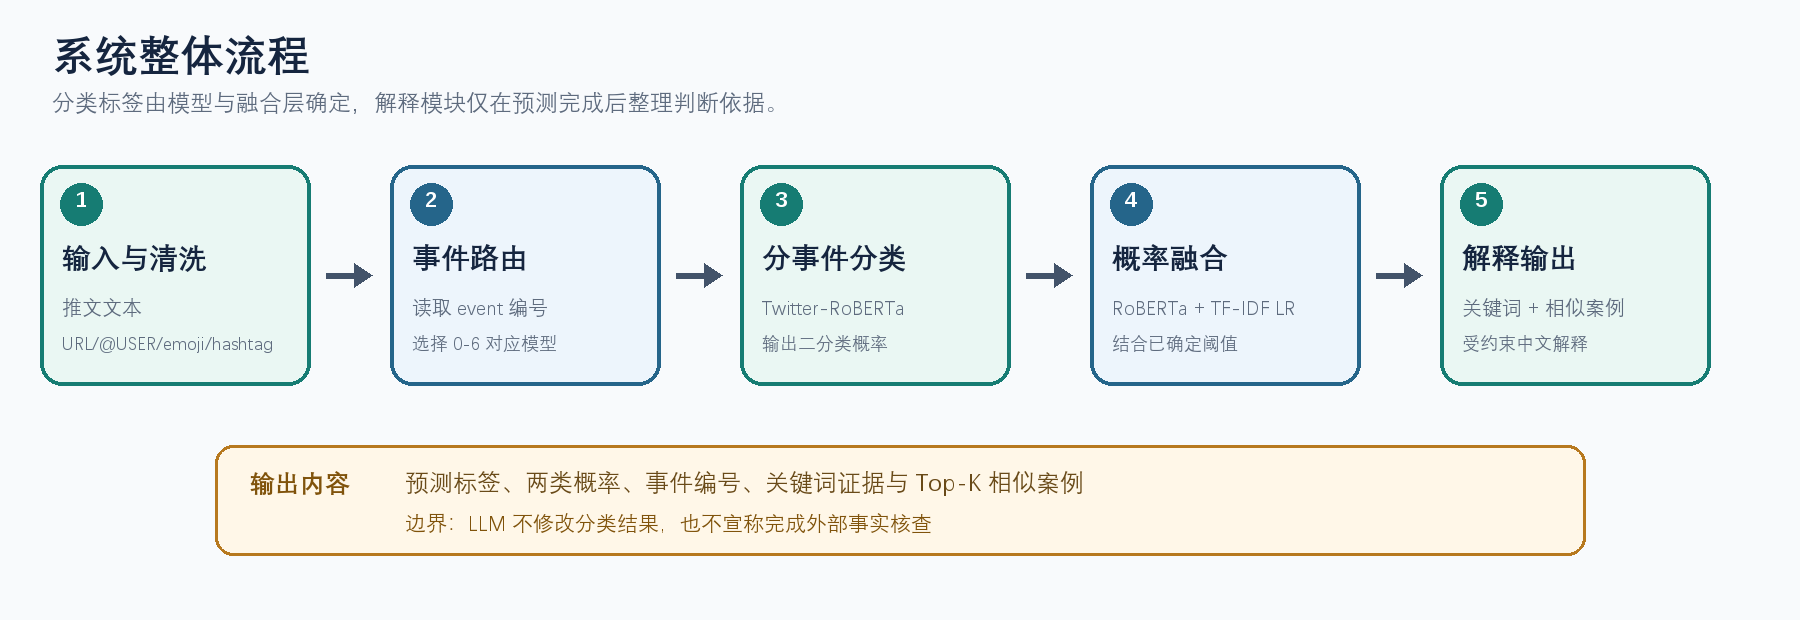 系统整体流程
分类标签由模型与融合层确定，解释模块仅在预测完成后整理判断依据。
1
输入与清洗
推文文本
URL/@USER/emoji/hashtag
2
事件路由
读取 event 编号
选择 0-6 对应模型
3
分事件分类
Twitter-RoBERTa
输出二分类概率
4
概率融合
RoBERTa + TF-IDF LR
结合已确定阈值
5
解释输出
关键词 + 相似案例
受约束中文解释
输出内容
预测标签、两类概率、事件编号、关键词证据与 Top-K 相似案例
边界：LLM 不修改分类结果，也不宣称完成外部事实核查